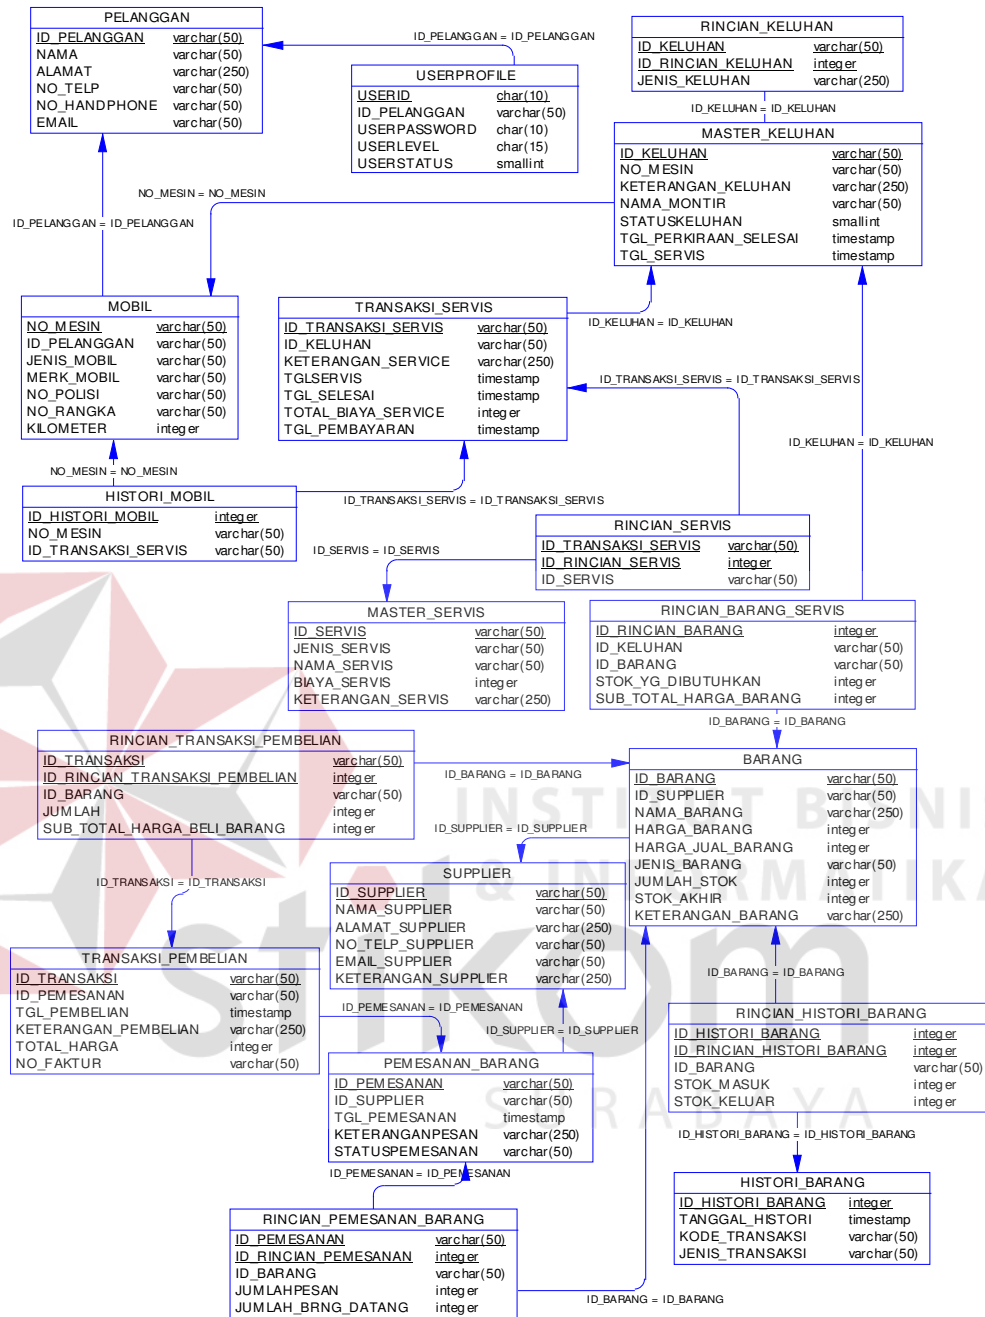 PELANGGAN
ID_PELANGGAN varchar(50)
NAMA varchar(50)
ALAMAT varchar(250)
NO_TELP varchar(50)
NO_HANDPHONE varchar(50)
EMAIL varchar(50)
ID_PELANGGAN = ID_PELANGGAN
USERPROFILE
USERID char(10)
ID_PELANGGAN varchar(50)
USERPASSWORD char(10)
USERLEVEL char(15)
USERSTATUS smallint
RINCIAN_KELUHAN
ID_KELUHAN varchar(50)
ID_RINCIAN_KELUHAN integer
JENIS_KELUHAN varchar(250)
ID_KELUHAN = ID_KELUHAN
MASTER_KELUHAN
ID_KELUHAN varchar(50)
NO_MESIN varchar(50)
KETERANGAN_KELUHAN varchar(250)
NAMA_MONTIR varchar(50)
STATUSKELUHAN smallint
TGL_PERKIRAAN_SELESAI timestamp
TGL_SERVIS timestamp
NO_MESIN = NO_MESIN
ID_PELANGGAN = ID_PELANGGAN
MOBIL
NO_MESIN varchar(50)
ID_PELANGGAN varchar(50)
JENIS_MOBIL varchar(50)
MERK_MOBIL varchar(50)
NO_POLISI varchar(50)
NO_RANGKA varchar(50)
KILOMETER integer
TRANSAKSI_SERVIS
ID_TRANSAKSI_SERVIS varchar(50)
ID_KELUHAN varchar(50)
KETERANGAN_SERVICE varchar(250)
TGLSERVIS timestamp
TGL_SELESAI timestamp
TOTAL_BIAYA_SERVICE integer
TGL_PEMBAYARAN timestamp
ID_KELUHAN = ID_KELUHAN
ID_TRANSAKSI_SERVIS = ID_TRANSAKSI_SERVIS
ID_KELUHAN = ID_KELUHAN
NO_MESIN = NO_MESIN
HISTORI_MOBIL
ID_HISTORI_MOBIL integer
NO_MESIN varchar(50)
ID_TRANSAKSI_SERVIS varchar(50)
ID_TRANSAKSI_SERVIS = ID_TRANSAKSI_SERVIS
RINCIAN_SERVIS
ID_TRANSAKSI_SERVIS varchar(50)
ID_RINCIAN_SERVIS integer
ID_SERVIS varchar(50)
ID_SERVIS = ID_SERVIS
MASTER_SERVIS
ID_SERVIS varchar(50)
JENIS_SERVIS varchar(50)
NAMA_SERVIS varchar(50)
BIAYA_SERVIS integer
KETERANGAN_SERVIS varchar(250)
RINCIAN_BARANG_SERVIS
ID_RINCIAN_BARANG integer
ID_KELUHAN varchar(50)
ID_BARANG varchar(50)
STOK_YG_DIBUTUHKAN integer
SUB_TOTAL_HARGA_BARANG integer
ID_BARANG = ID_BARANG
RINCIAN_TRANSAKSI_PEMBELIAN
ID_TRANSAKSI varchar(50)
ID_RINCIAN_TRANSAKSI_PEMBELIAN integer
ID_BARANG varchar(50)
JUMLAH integer
SUB_TOTAL_HARGA_BELI_BARANG integer
ID_BARANG = ID_BARANG
BARANG
ID_BARANG varchar(50)
ID_SUPPLIER varchar(50)
NAMA_BARANG varchar(250)
HARGA_BARANG integer
HARGA_JUAL_BARANG integer
JENIS_BARANG varchar(50)
JUMLAH_STOK integer
STOK_AKHIR integer
KETERANGAN_BARANG varchar(250)
ID_SUPPLIER = ID_SUPPLIER
INSTITUT BISNIS
& INFORMATIKA
stikom
SURABAYA
SUPPLIER
ID_SUPPLIER varchar(50)
NAMA_SUPPLIER varchar(50)
ALAMAT_SUPPLIER varchar(250)
NO_TELP_SUPPLIER varchar(50)
EMAIL_SUPPLIER varchar(50)
KETERANGAN_SUPPLIER varchar(250)
ID_TRANSAKSI = ID_TRANSAKSI
TRANSAKSI_PEMBELIAN
ID_TRANSAKSI varchar(50)
ID_PEMESANAN varchar(50)
TGL_PEMBELIAN timestamp
KETERANGAN_PEMBELIAN varchar(250)
TOTAL_HARGA integer
NO_FAKTUR varchar(50)
ID_PEMESANAN = ID_PEMESANAN
ID_SUPPLIER = ID_SUPPLIER
ID_BARANG = ID_BARANG
PEMESANAN_BARANG
ID_PEMESANAN varchar(50)
ID_SUPPLIER varchar(50)
TGL_PEMESANAN timestamp
KETERANGANPESAN varchar(250)
STATUSPEMESANAN varchar(50)
RINCIAN_HISTORI_BARANG
ID_HISTORI_BARANG integer
ID_RINCIAN_HISTORI_BARANG integer
ID_BARANG varchar(50)
STOK_MASUK integer
STOK_KELUAR integer
ID_HISTORI_BARANG = ID_HISTORI_BARANG
ID_PEMESANAN = ID_PEMESANAN
HISTORI_BARANG
ID_HISTORI_BARANG integer
TANGGAL_HISTORI timestamp
KODE_TRANSAKSI varchar(50)
JENIS_TRANSAKSI varchar(50)
RINCIAN_PEMESANAN_BARANG
ID_PEMESANAN varchar(50)
ID_RINCIAN_PEMESANAN integer
ID_BARANG varchar(50)
JUMLAHPESAN integer
JUMLAH_BRNG_DATANG integer
ID_BARANG = ID_BARANG